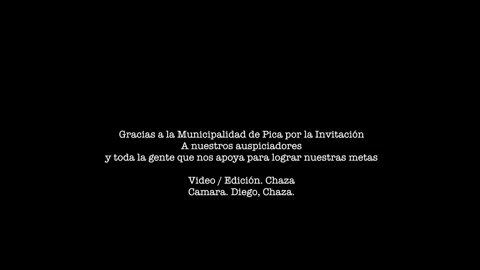 Gracias a la Municipalidad de Pica por la Invitación
A nuestros auspiciadores
y toda la gente que nos apoya para lograr nuestras metas
Video / Edición. Chaza
Camara. Diego, Chaza.